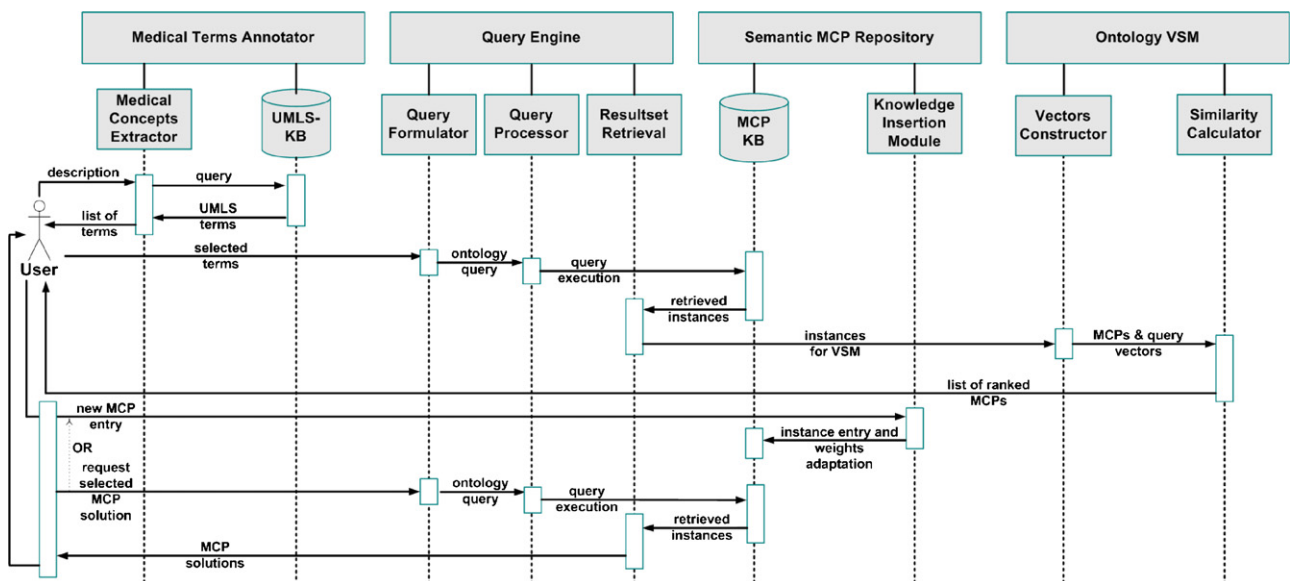 Medical Terms Annotator
Query Engine
Semantic MCP Repository
Ontology VSM
Medical
Concepts
Extractor
UMLS-
KB
Query
Formulator
Query
Processor
Resultset
Retrieval
MCP
KB
Knowledge
Insertion
Module
Vectors
Constructor
Similarity
Calculator
description
query
list of
terms
UMLS
terms
User
selected
terms
ontology
query
query
execution
retrieved
instances
instances
for VSM
MCPs & query
vectors
list of ranked
MCPs
new MCP
entry
instance entry and
weights
adaptation
OR
request
selected
MCP
solution
ontology
query
query
execution
retrieved
instances
MCP
solutions